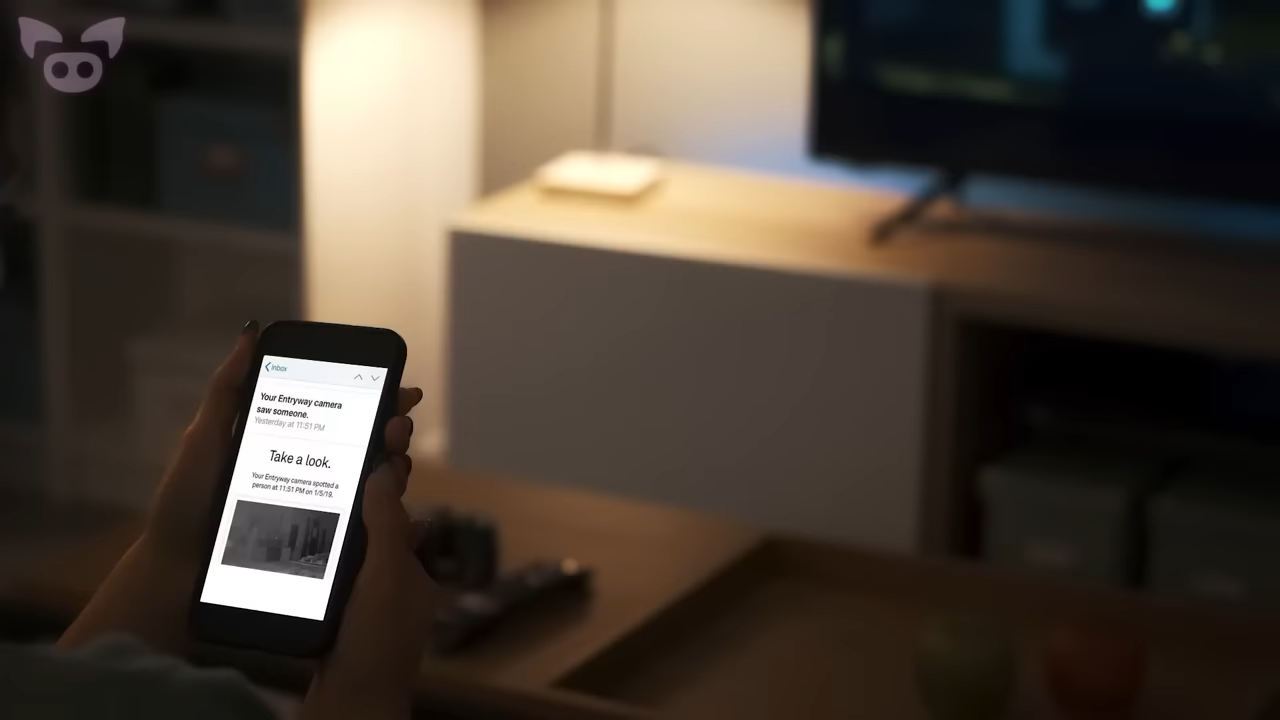 Inbox
Your Entryway camera
saw someone.
Yesterday at 11:51 PM
Take a look.
Your Entryway camera spotted a
person at 11:51 PM on 1/5/19.